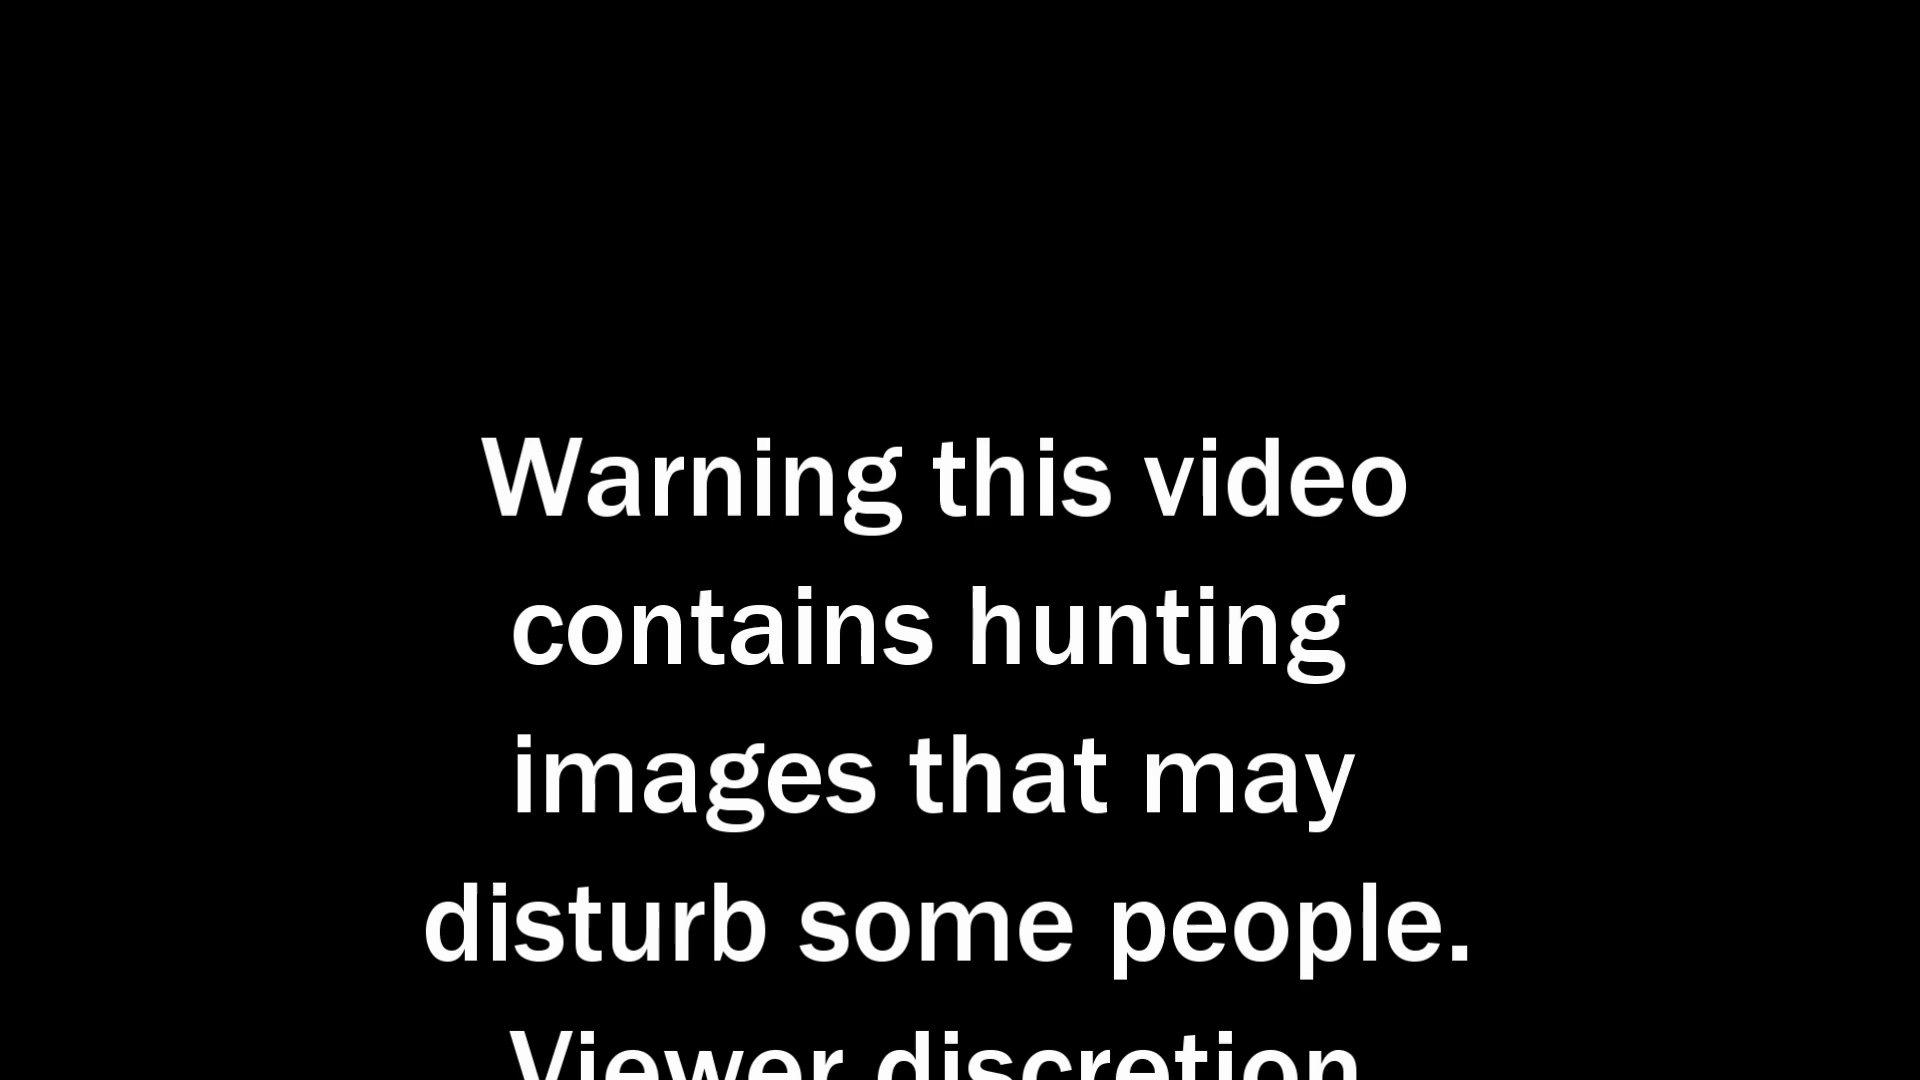 Warning this video
contains hunting
images that may
disturb some people.
Viewer discretion